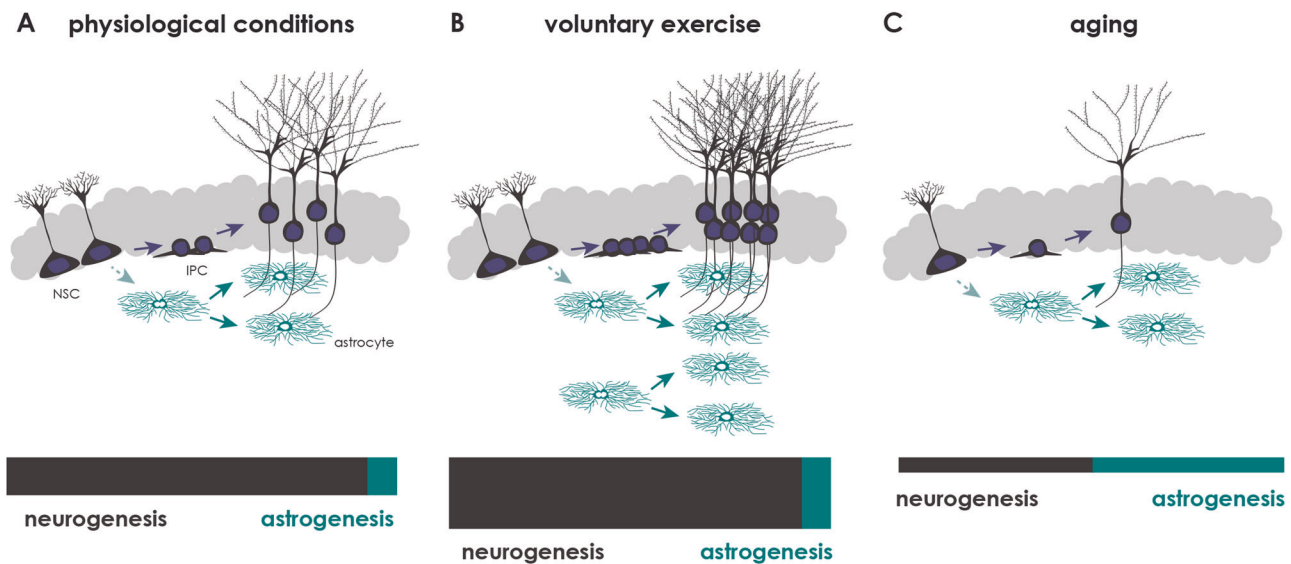 A physiological conditions
B voluntary exercise
C aging
NSC
IPC
astrocyte
neurogenesis astrogenesis
neurogenesis astrogenesis
neurogenesis astrogenesis